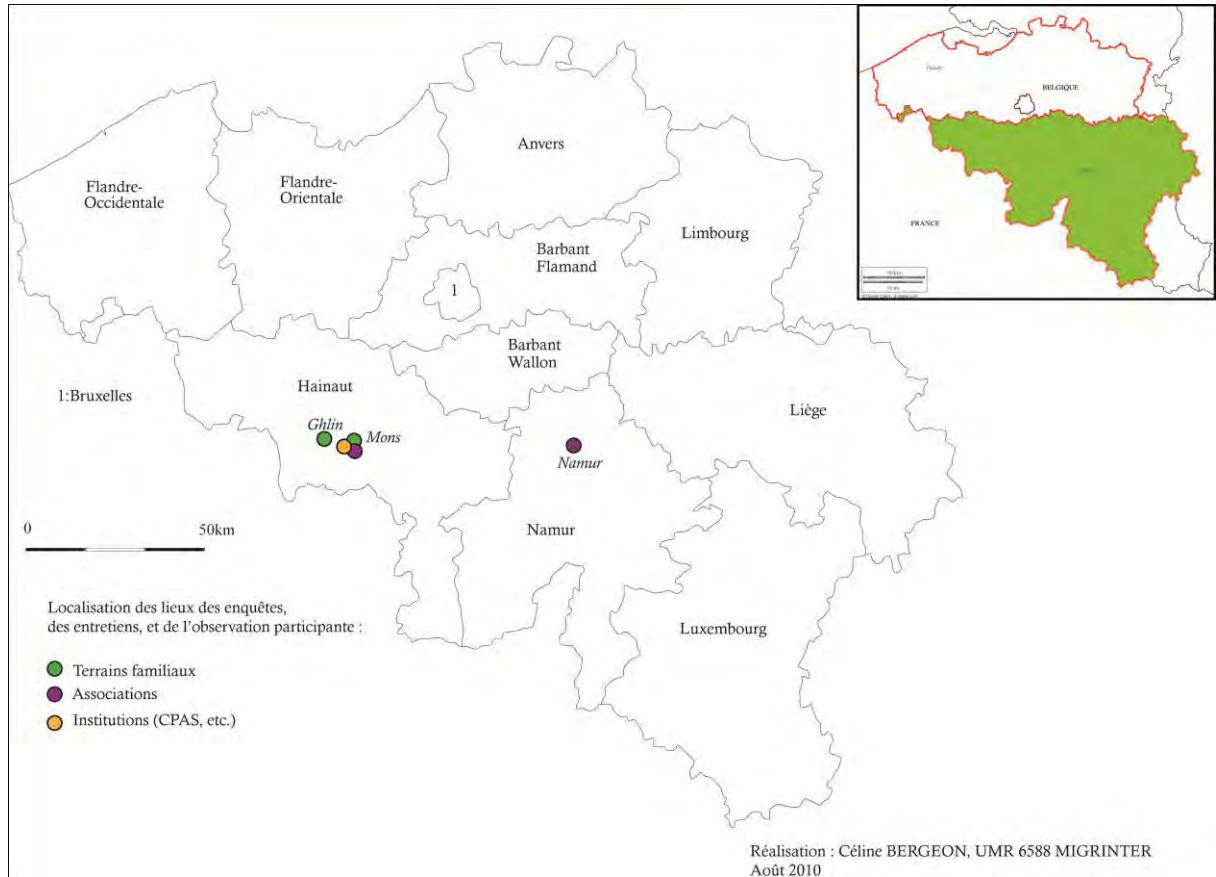 Anvers
Flandre-
Occidentale
Flandre-
Orientale
Limbourg
Barbant
Flamand
1
Barbant
Wallon
Hainaut
1:Bruxelles
Liège
Ghlin
Mons
Namur
Namur
Luxembourg
0 50km
Localisation des lieux des enquêtes,
des entretiens, et de l'observation participante :
Terrains familiaux
Associations
Institutions (CPAS, etc.)
BELGIQUE
FRANCE
Réalisation : Céline BERGEON, UMR 6588 MIGRINTER
Août 2010